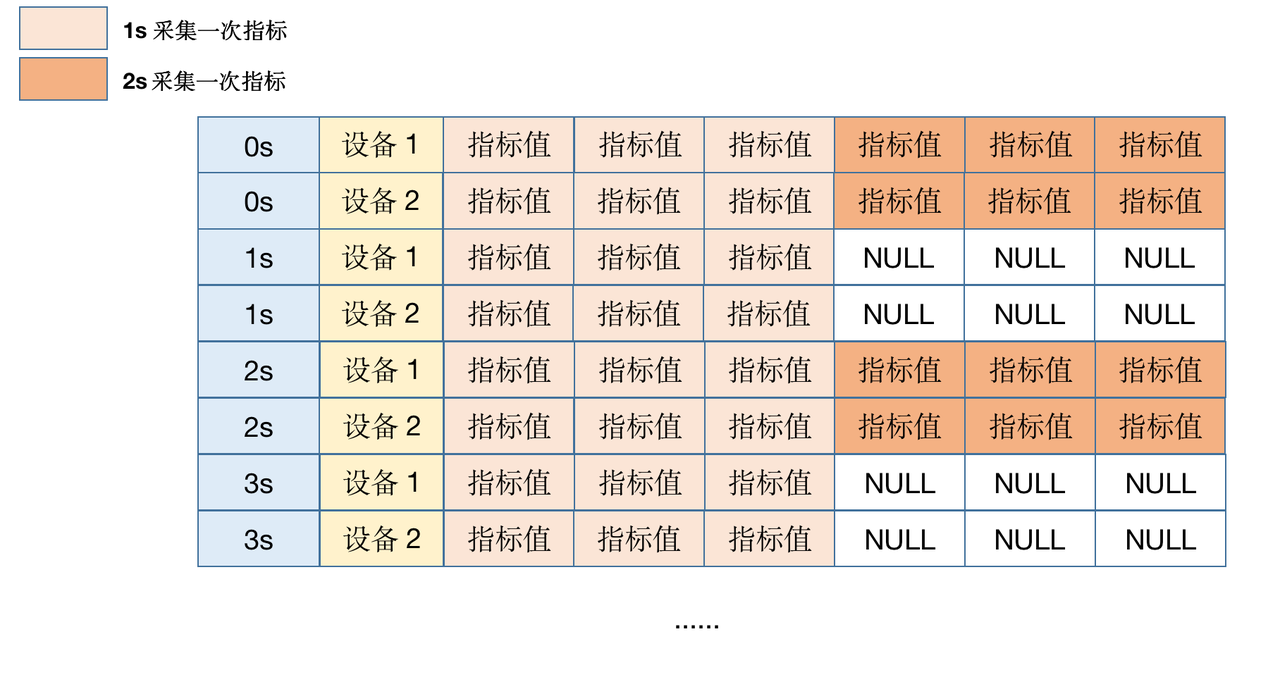 1s 采集一次指标
2s 采集一次指标
0s 设备 1 指标值 指标值 指标值 指标值 指标值 指标值
0s 设备 2 指标值 指标值 指标值 指标值 指标值 指标值
1s 设备 1 指标值 指标值 指标值 NULL NULL NULL
1s 设备 2 指标值 指标值 指标值 NULL NULL NULL
2s 设备 1 指标值 指标值 指标值 指标值 指标值 指标值
2s 设备 2 指标值 指标值 指标值 指标值 指标值 指标值
3s 设备 1 指标值 指标值 指标值 NULL NULL NULL
3s 设备 2 指标值 指标值 指标值 NULL NULL NULL
......